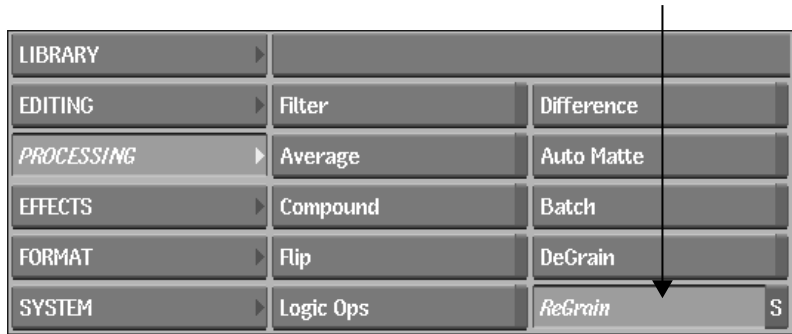 LIBRARY
EDITING Filter Difference
PROCESSING Average Auto Matte
EFFECTS Compound Batch
FORMAT Flip DeGrain
SYSTEM Logic Ops ReGrain S